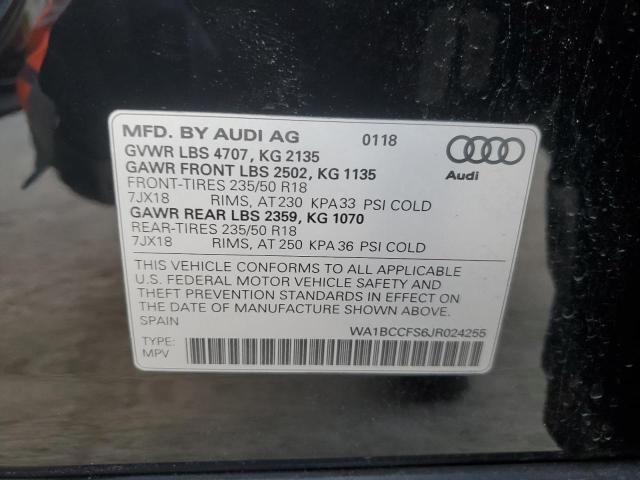 MFD. BY AUDI AG 0118
GVWR LBS 4707, KG 2135
GAWR FRONT LBS 2502, KG 1135
FRONT-TIRES 235/50 R18
7JX18 RIMS, AT 230 KPA 33 PSI COLD
GAWR REAR LBS 2359, KG 1070
REAR-TIRES 235/50 R18
7JX18 RIMS, AT 250 KPA 36 PSI COLD
Audi
THIS VEHICLE CONFORMS TO ALL APPLICABLE
U.S. FEDERAL MOTOR VEHICLE SAFETY AND
THEFT PREVENTION STANDARDS IN EFFECT ON
THE DATE OF MANUFACTURE SHOWN ABOVE.
SPAIN WA1BCCFS6JR024255
TYPE:
MPV